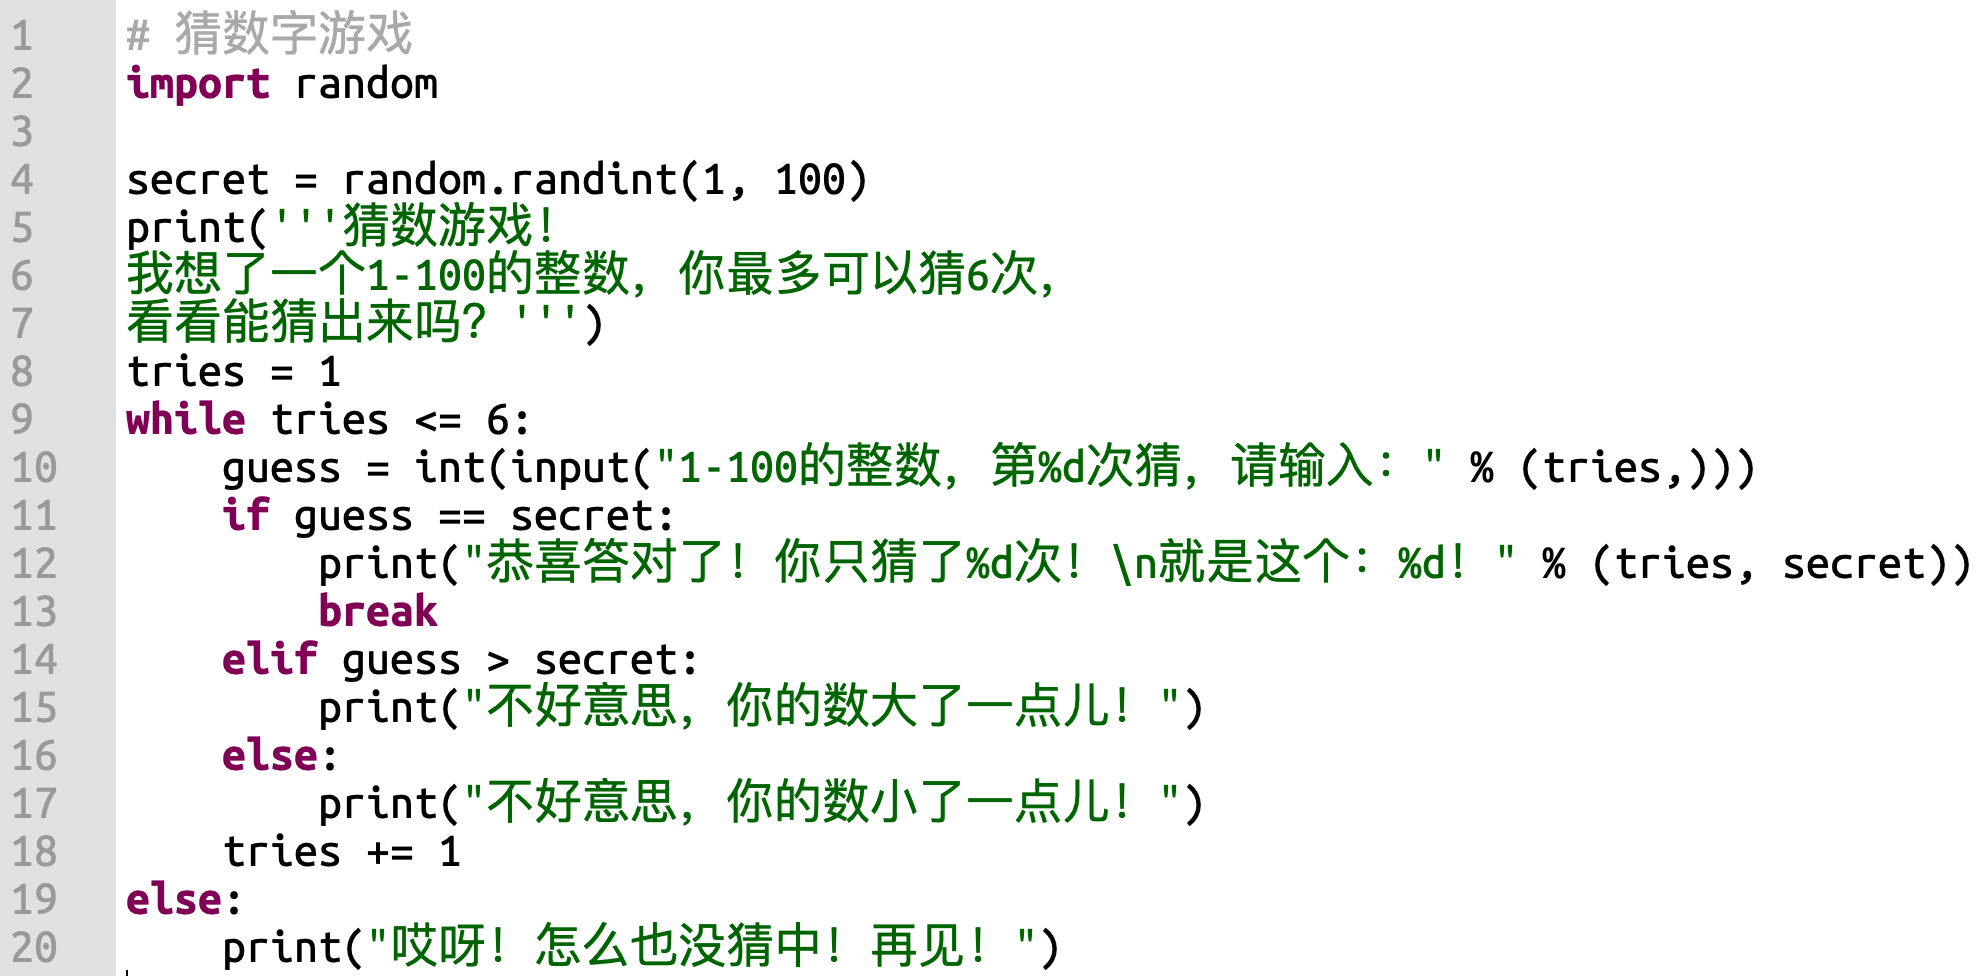 1 # 猜数字游戏
2 import random
3
4 secret = random.randint(1, 100)
5 print('''猜数游戏！
6 我想了一个1-100的整数，你最多可以猜6次，
7 看看能猜出来吗？''')
8 tries = 1
9 while tries <= 6:
10     guess = int(input("1-100的整数，第%d次猜，请输入：" % (tries,)))
11     if guess == secret:
12         print("恭喜答对了！你只猜了%d次！\n就是这个：%d！" % (tries, secret))
13         break
14     elif guess > secret:
15         print("不好意思，你的数大了一点儿！")
16     else:
17         print("不好意思，你的数小了一点儿！")
18     tries += 1
19 else:
20     print("哎呀！怎么也没猜中！再见！")